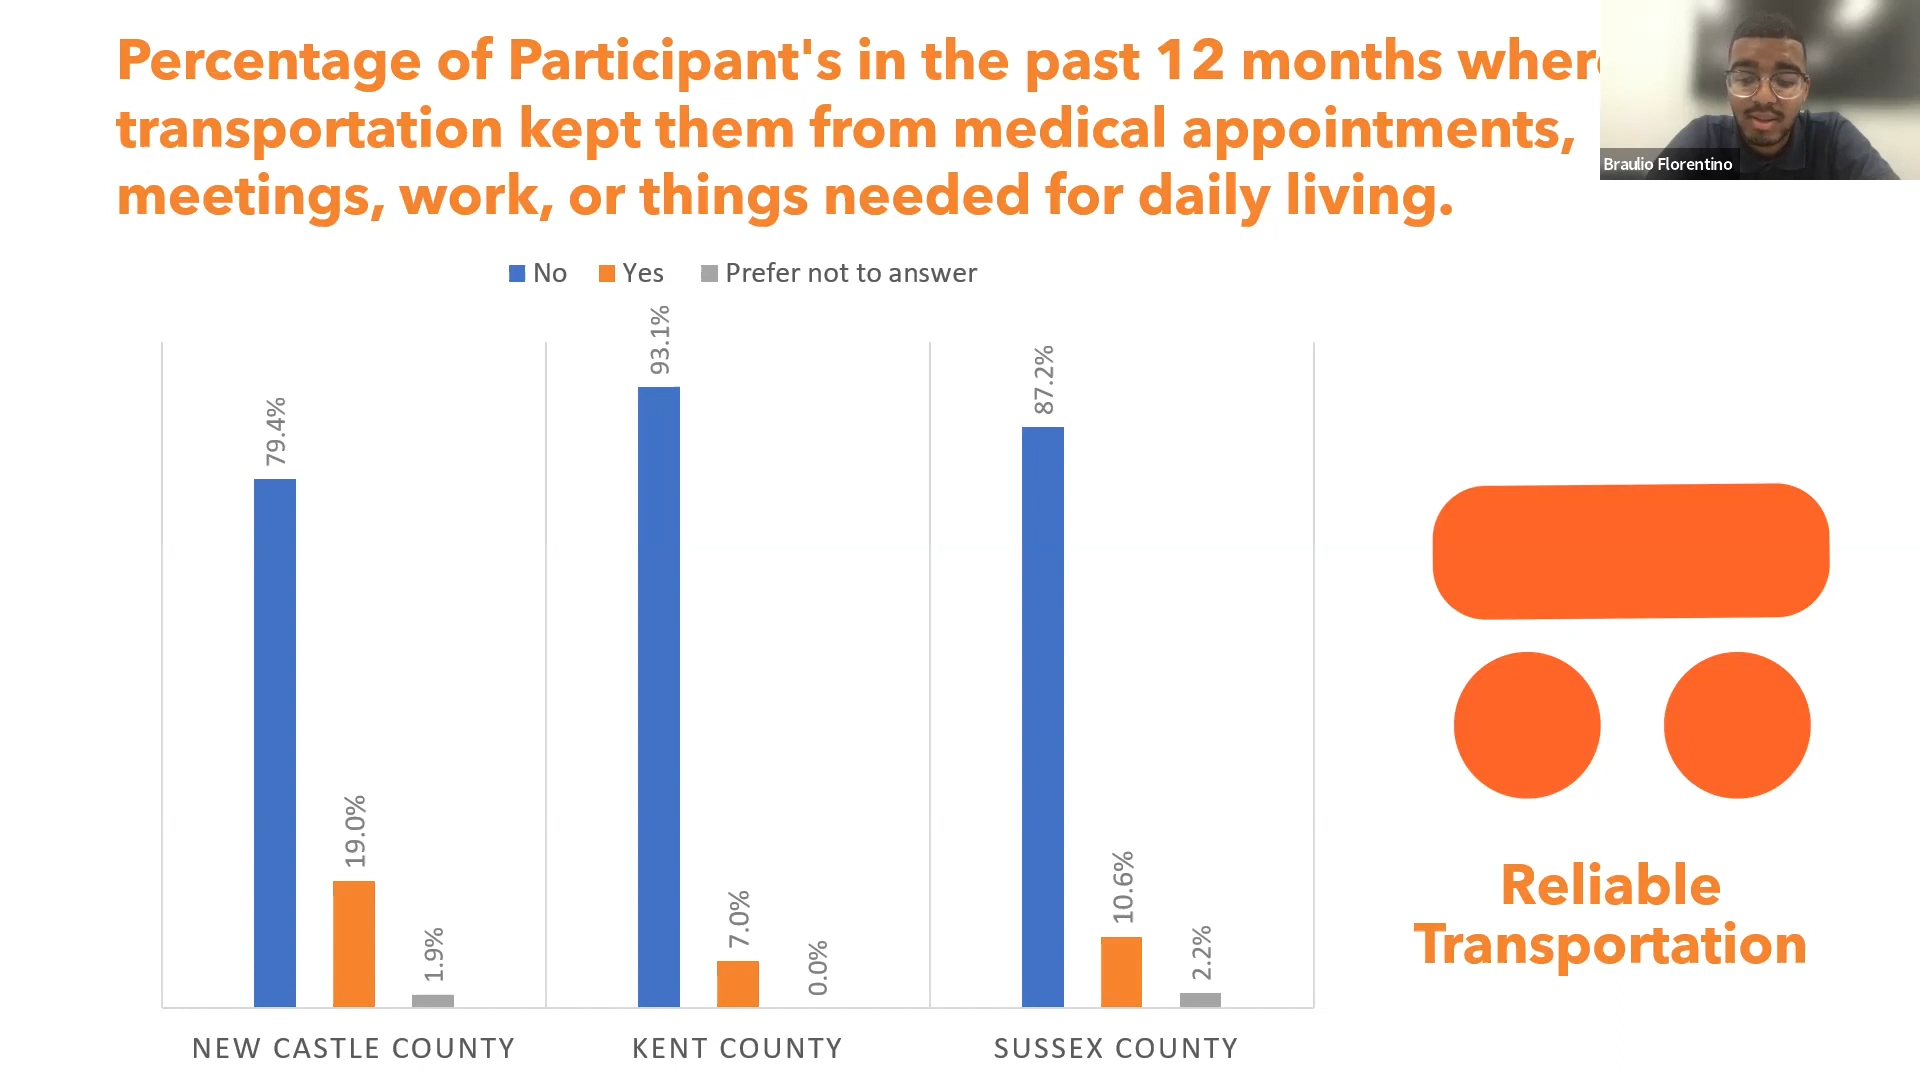 Percentage of Participant's in the past 12 months where
transportation kept them from medical appointments,
meetings, work, or things needed for daily living.
Braulio Florentino
No Yes Prefer not to answer
79.4%
19.0%
1.9%
93.1%
7.0%
0.0%
87.2%
10.6%
2.2%
NEW CASTLE COUNTY
KENT COUNTY
SUSSEX COUNTY
Reliable
Transportation